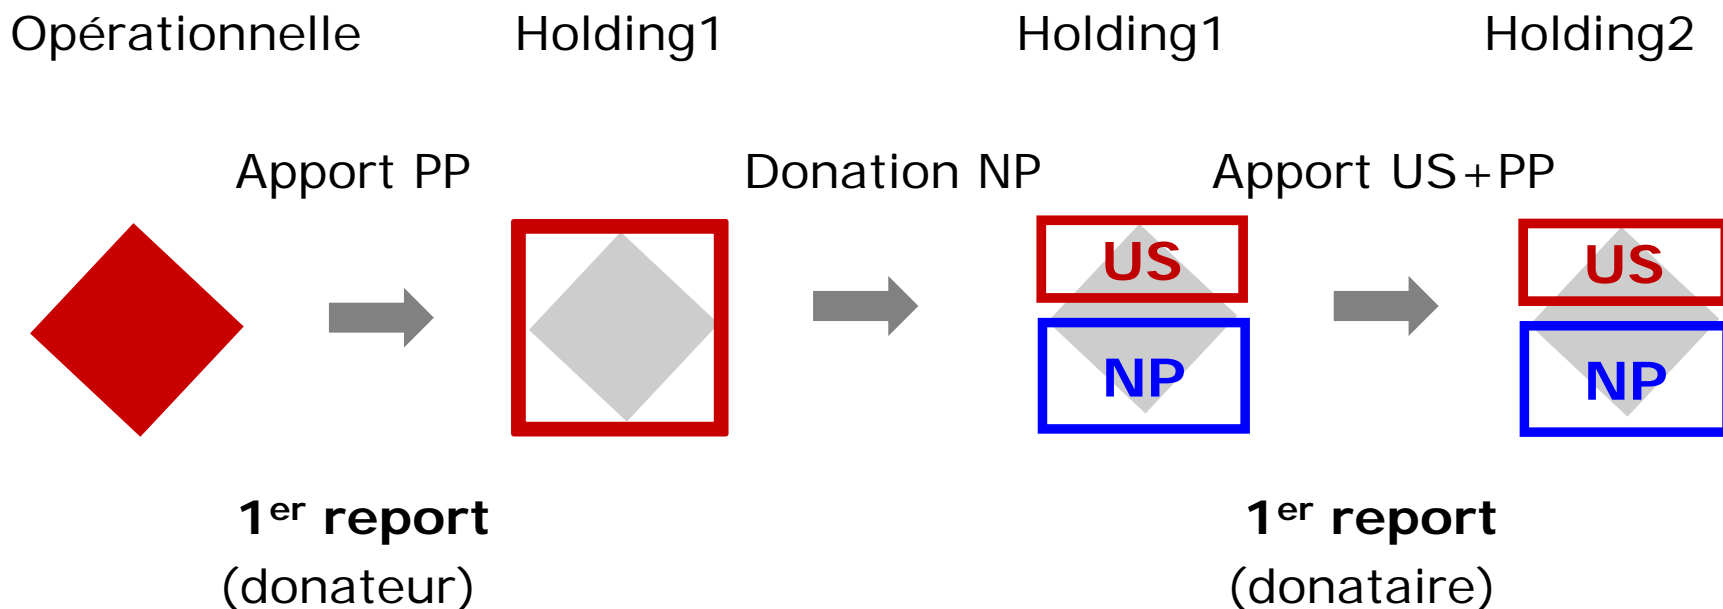 Opérationnelle Holding1 Holding1 Holding2
Apport PP Donation NP Apport US+PP
US US
NP NP
1er report 1er report
(donateur) (donataire)